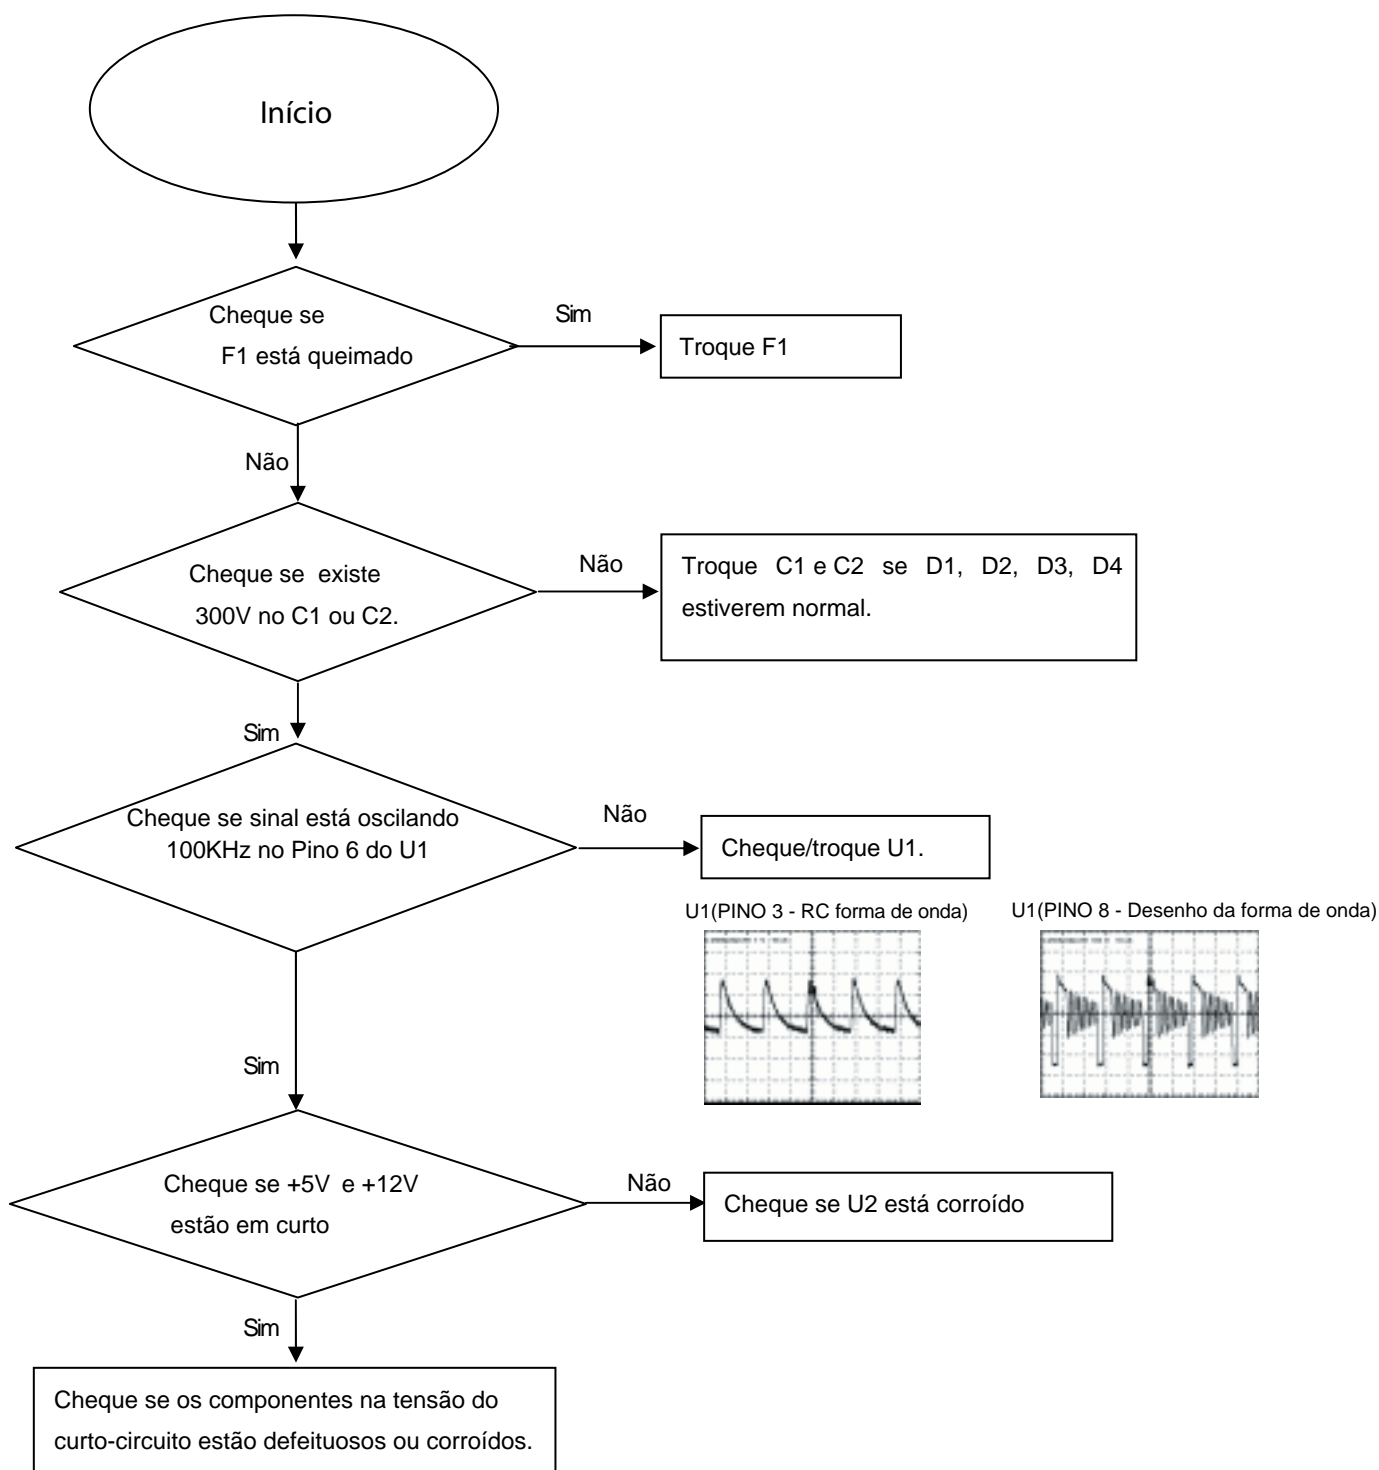 Início
Cheque se
F1 está queimado
Sim
Troque F1
Não
Cheque se existe
300V no C1 ou C2.
Não
Troque C1 e C2 se D1, D2, D3, D4
estiverem normal.
Sim
Cheque se sinal está oscilando
100KHz no Pino 6 do U1
Não
Cheque/troque U1.
U1(PINO 3 - RC forma de onda)
U1(PINO 8 - Desenho da forma de onda)
Sim
Cheque se +5V e +12V
estão em curto
Não
Cheque se U2 está corroído
Sim
Cheque se os componentes na tensão do
curto-circuito estão defeituosos ou corroídos.